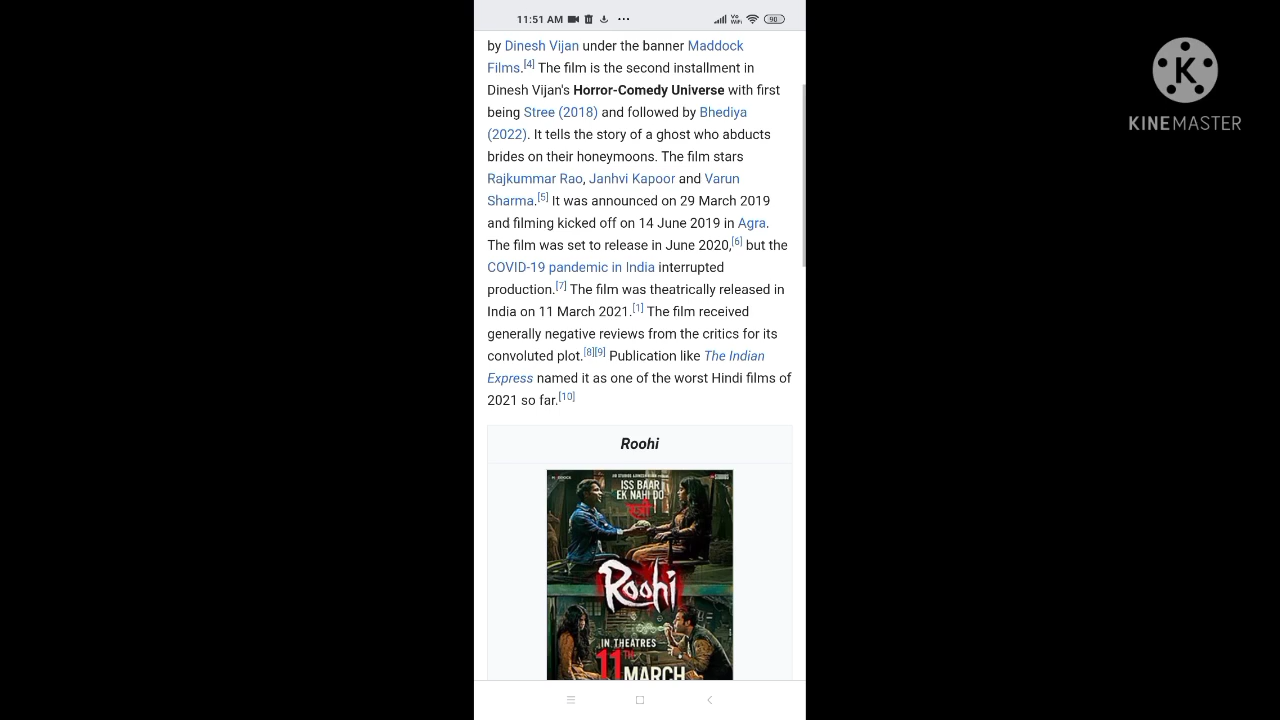 11:51 AM
Vo
WiFi
90
K
KINEMASTER
by Dinesh Vijan under the banner Maddock
Films.[4] The film is the second installment in
Dinesh Vijan's Horror-Comedy Universe with first
being Stree (2018) and followed by Bhediya
(2022). It tells the story of a ghost who abducts
brides on their honeymoons. The film stars
Rajkummar Rao, Janhvi Kapoor and Varun
Sharma.[5] It was announced on 29 March 2019
and filming kicked off on 14 June 2019 in Agra.
The film was set to release in June 2020,[6] but the
COVID-19 pandemic in India interrupted
production.[7] The film was theatrically released in
India on 11 March 2021.[1] The film received
generally negative reviews from the critics for its
convoluted plot.[8][9] Publication like The Indian
Express named it as one of the worst Hindi films of
2021 so far.[10]
Roohi
ISS BAAR
EK NAHI DO
स्त्री
Roohi
IN THEATRES
11TH MARCH